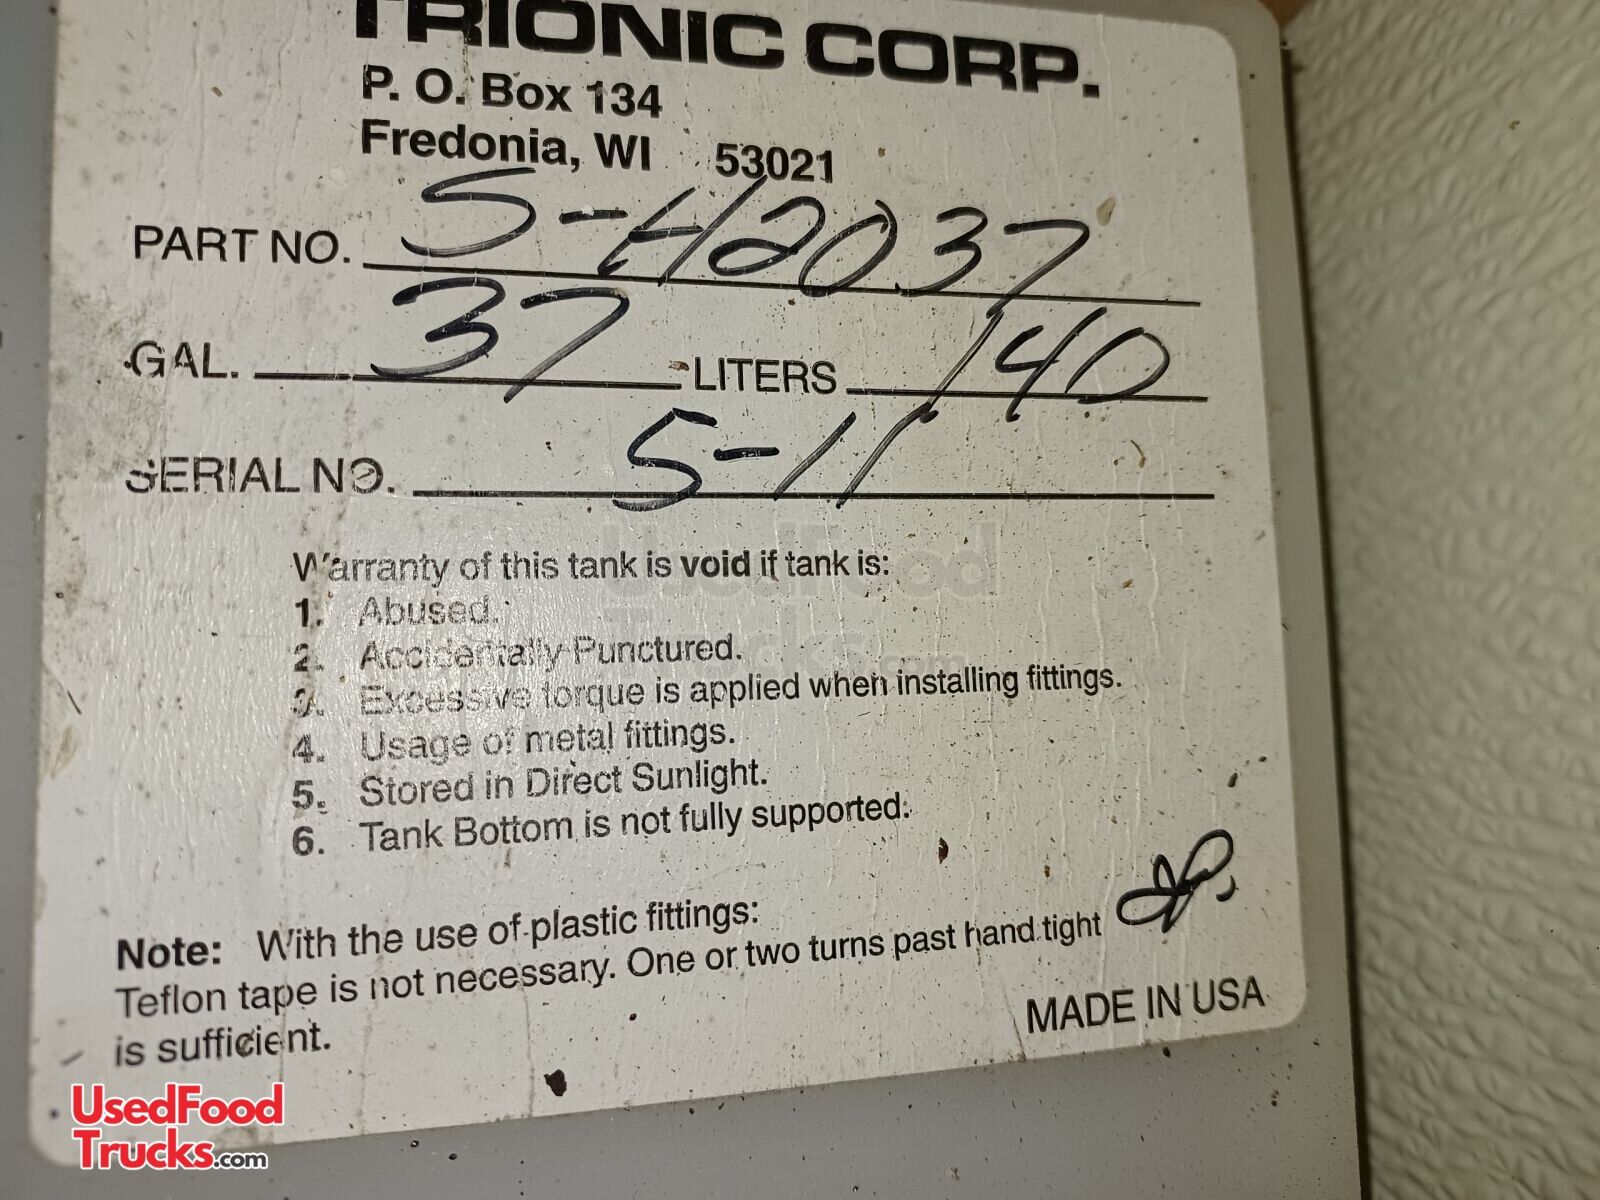 TRIONIC CORP.
P. O. Box 134
Fredonia, WI 53021
PART NO. S-H2037
GAL. 37 LITERS 140
SERIAL NO. 5-11
Warranty of this tank is void if tank is:
1. Abused.
2. Accidentally Punctured.
3. Excessive torque is applied when installing fittings.
4. Usage of metal fittings.
5. Stored in Direct Sunlight.
6. Tank Bottom is not fully supported.
Note: With the use of plastic fittings:
Teflon tape is not necessary. One or two turns past hand tight
is sufficient.
MADE IN USA
UsedFood
Trucks.com